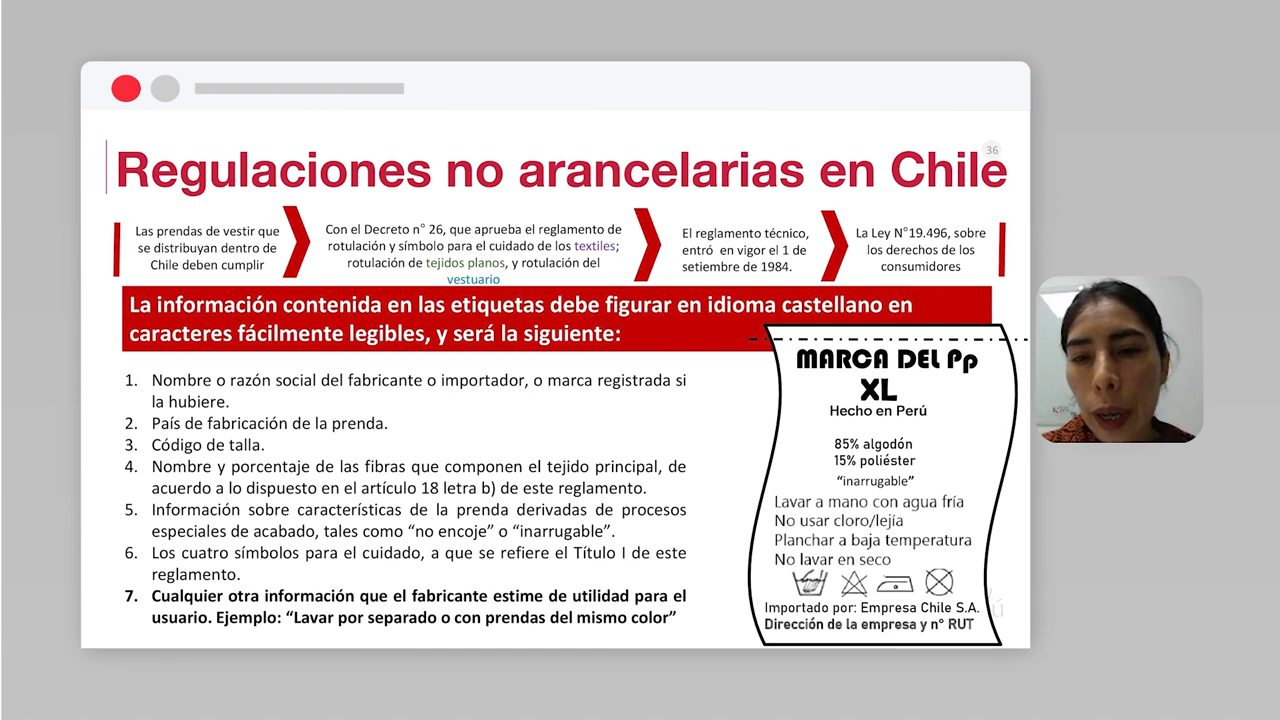 36
Regulaciones no arancelarias en Chile
Las prendas de vestir que
se distribuyan dentro de
Chile deben cumplir
Con el Decreto n° 26, que aprueba el reglamento de
rotulación y símbolo para el cuidado de los textiles;
rotulación de tejidos planos, y rotulación del
vestuario
El reglamento técnico,
entró en vigor el 1 de
setiembre de 1984.
La Ley N°19.496, sobre
los derechos de los
consumidores
La información contenida en las etiquetas debe figurar en idioma castellano en
caracteres fácilmente legibles, y será la siguiente:
1. Nombre o razón social del fabricante o importador, o marca registrada si
la hubiere.
2. País de fabricación de la prenda.
3. Código de talla.
4. Nombre y porcentaje de las fibras que componen el tejido principal, de
acuerdo a lo dispuesto en el artículo 18 letra b) de este reglamento.
5. Información sobre características de la prenda derivadas de procesos
especiales de acabado, tales como “no encoje” o “inarrugable”.
6. Los cuatro símbolos para el cuidado, a que se refiere el Título I de este
reglamento.
7. Cualquier otra información que el fabricante estime de utilidad para el
usuario. Ejemplo: “Lavar por separado o con prendas del mismo color”
MARCA DEL Pp
XL
Hecho en Perú
85% algodón
15% poliéster
“inarrugable”
Lavar a mano con agua fría
No usar cloro/lejía
Planchar a baja temperatura
No lavar en seco
Importado por: Empresa Chile S.A.
Dirección de la empresa y n° RUT